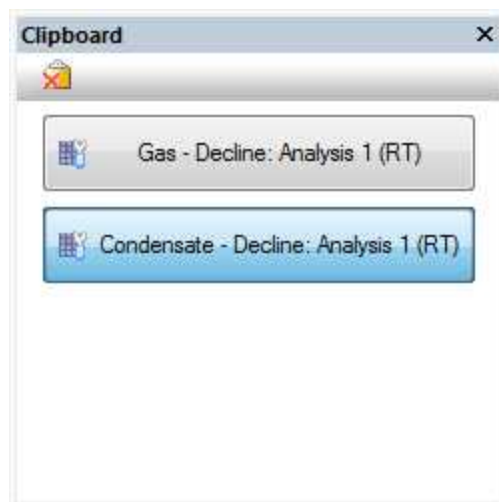 Clipboard
Gas - Decline: Analysis 1 (RT)
Condensate - Decline: Analysis 1 (RT)